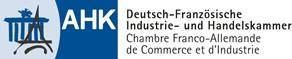 AHK
Deutsch-Französische
Industrie- und Handelskammer
Chambre Franco-Allemande
de Commerce et d'Industrie